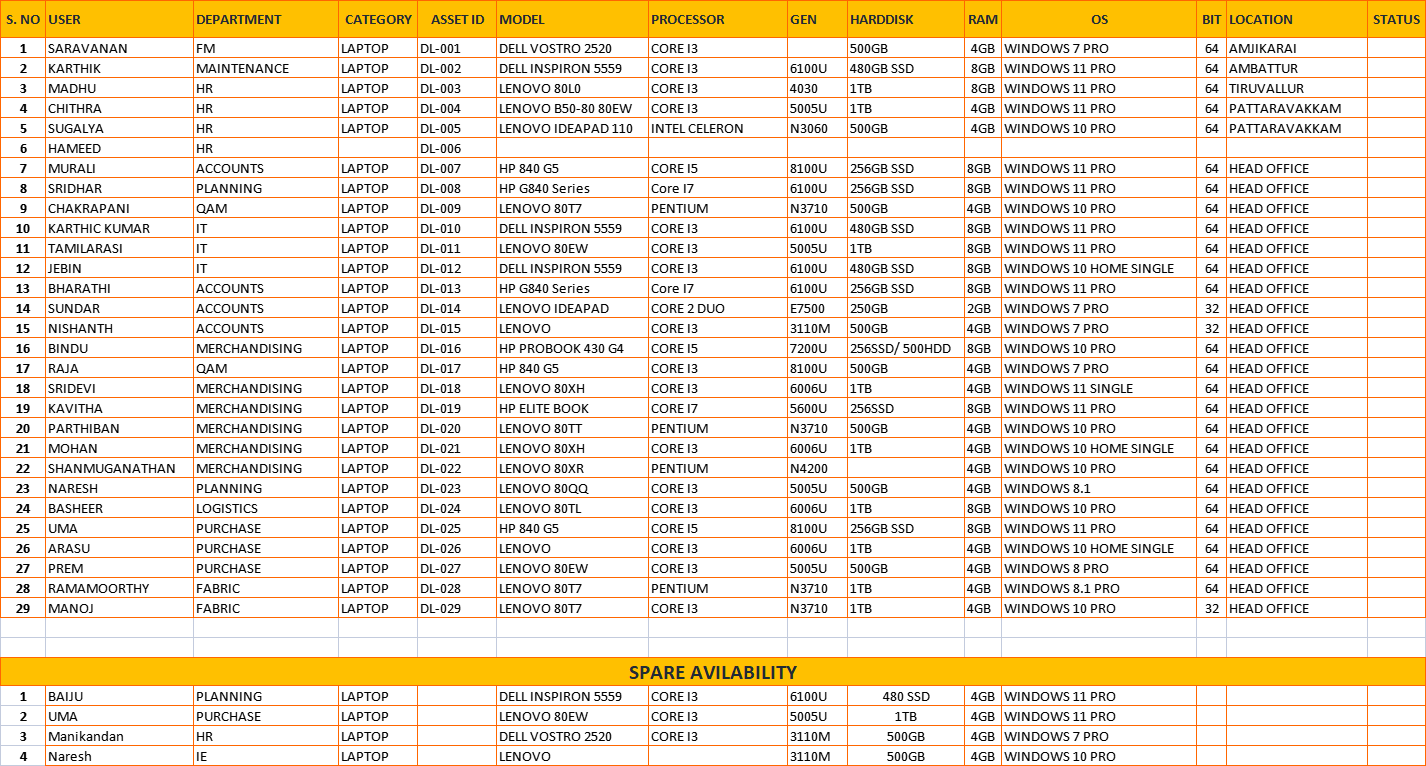 S. NO USER DEPARTMENT CATEGORY ASSET ID MODEL PROCESSOR GEN HARDDISK RAM OS BIT LOCATION STATUS
1 SARAVANAN FM LAPTOP DL-001 DELL VOSTRO 2520 CORE I3 500GB 4GB WINDOWS 7 PRO 64 AMJIKARAI
2 KARTHIK MAINTENANCE LAPTOP DL-002 DELL INSPIRON 5559 CORE I3 6100U 480GB SSD 8GB WINDOWS 11 PRO 64 AMBATTUR
3 MADHU HR LAPTOP DL-003 LENOVO 80L0 CORE I3 4030 1TB 8GB WINDOWS 11 PRO 64 TIRUVALLUR
4 CHITHRA HR LAPTOP DL-004 LENOVO B50-80 80EW CORE I3 5005U 1TB 4GB WINDOWS 11 PRO 64 PATTARAVAKKAM
5 SUGALYA HR LAPTOP DL-005 LENOVO IDEAPAD 110 INTEL CELERON N3060 500GB 4GB WINDOWS 10 PRO 64 PATTARAVAKKAM
6 HAMEED HR DL-006
7 MURALI ACCOUNTS LAPTOP DL-007 HP 840 G5 CORE I5 8100U 256GB SSD 8GB WINDOWS 11 PRO 64 HEAD OFFICE
8 SRIDHAR PLANNING LAPTOP DL-008 HP G840 Series Core I7 6100U 256GB SSD 8GB WINDOWS 11 PRO 64 HEAD OFFICE
9 CHAKRAPANI QAM LAPTOP DL-009 LENOVO 80T7 PENTIUM N3710 500GB 4GB WINDOWS 10 PRO 64 HEAD OFFICE
10 KARTHIC KUMAR IT LAPTOP DL-010 DELL INSPIRON 5559 CORE I3 6100U 480GB SSD 8GB WINDOWS 11 PRO 64 HEAD OFFICE
11 TAMILARASI IT LAPTOP DL-011 LENOVO 80EW CORE I3 5005U 1TB 8GB WINDOWS 11 PRO 64 HEAD OFFICE
12 JEBIN IT LAPTOP DL-012 DELL INSPIRON 5559 CORE I3 6100U 480GB SSD 8GB WINDOWS 10 HOME SINGLE 64 HEAD OFFICE
13 BHARATHI ACCOUNTS LAPTOP DL-013 HP G840 Series Core I7 6100U 256GB SSD 8GB WINDOWS 11 PRO 64 HEAD OFFICE
14 SUNDAR ACCOUNTS LAPTOP DL-014 LENOVO IDEAPAD CORE 2 DUO E7500 250GB 2GB WINDOWS 7 PRO 32 HEAD OFFICE
15 NISHANTH ACCOUNTS LAPTOP DL-015 LENOVO CORE I3 3110M 500GB 4GB WINDOWS 7 PRO 32 HEAD OFFICE
16 BINDU MERCHANDISING LAPTOP DL-016 HP PROBOOK 430 G4 CORE I5 7200U 256SSD/ 500HDD 8GB WINDOWS 10 PRO 64 HEAD OFFICE
17 RAJA QAM LAPTOP DL-017 HP 840 G5 CORE I3 8100U 500GB 4GB WINDOWS 7 PRO 64 HEAD OFFICE
18 SRIDEVI MERCHANDISING LAPTOP DL-018 LENOVO 80XH CORE I3 6006U 1TB 4GB WINDOWS 11 SINGLE 64 HEAD OFFICE
19 KAVITHA MERCHANDISING LAPTOP DL-019 HP ELITE BOOK CORE I7 5600U 256SSD 8GB WINDOWS 11 PRO 64 HEAD OFFICE
20 PARTHIBAN MERCHANDISING LAPTOP DL-020 LENOVO 80TT PENTIUM N3710 500GB 4GB WINDOWS 10 PRO 64 HEAD OFFICE
21 MOHAN MERCHANDISING LAPTOP DL-021 LENOVO 80XH CORE I3 6006U 1TB 4GB WINDOWS 10 HOME SINGLE 64 HEAD OFFICE
22 SHANMUGANATHAN MERCHANDISING LAPTOP DL-022 LENOVO 80XR PENTIUM N4200 4GB WINDOWS 10 PRO 64 HEAD OFFICE
23 NARESH PLANNING LAPTOP DL-023 LENOVO 80QQ CORE I3 5005U 500GB 4GB WINDOWS 8.1 64 HEAD OFFICE
24 BASHEER LOGISTICS LAPTOP DL-024 LENOVO 80TL CORE I3 6006U 1TB 8GB WINDOWS 10 PRO 64 HEAD OFFICE
25 UMA PURCHASE LAPTOP DL-025 HP 840 G5 CORE I5 8100U 256GB SSD 8GB WINDOWS 11 PRO 64 HEAD OFFICE
26 ARASU PURCHASE LAPTOP DL-026 LENOVO CORE I3 6006U 1TB 4GB WINDOWS 10 HOME SINGLE 64 HEAD OFFICE
27 PREM PURCHASE LAPTOP DL-027 LENOVO 80EW CORE I3 5005U 500GB 4GB WINDOWS 8 PRO 64 HEAD OFFICE
28 RAMAMOORTHY FABRIC LAPTOP DL-028 LENOVO 80T7 PENTIUM N3710 1TB 4GB WINDOWS 8.1 PRO 64 HEAD OFFICE
29 MANOJ FABRIC LAPTOP DL-029 LENOVO 80T7 CORE I3 N3710 1TB 4GB WINDOWS 10 PRO 32 HEAD OFFICE
SPARE AVILABILITY
1 BAIJU PLANNING LAPTOP DELL INSPIRON 5559 CORE I3 6100U 480 SSD 4GB WINDOWS 11 PRO
2 UMA PURCHASE LAPTOP LENOVO 80EW CORE I3 5005U 1TB 4GB WINDOWS 11 PRO
3 Manikandan HR LAPTOP DELL VOSTRO 2520 CORE I3 3110M 500GB 4GB WINDOWS 7 PRO
4 Naresh IE LAPTOP LENOVO 3110M 500GB 4GB WINDOWS 10 PRO